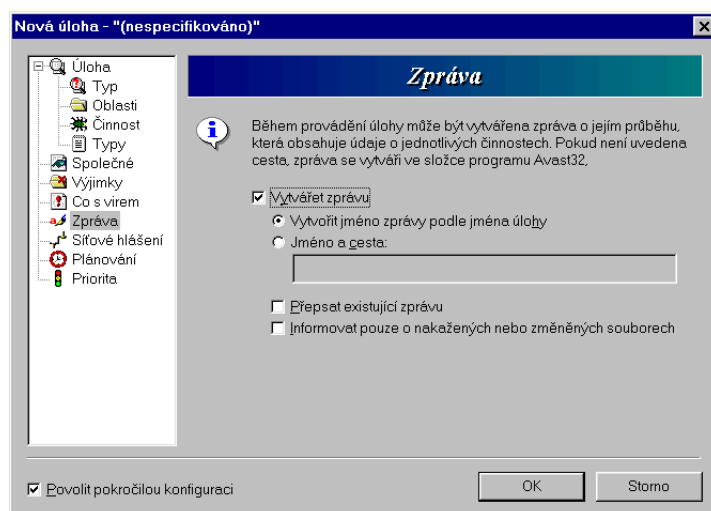 Nová úloha - "(nespecifikováno)"
Úloha
Typ
Oblasti
Činnost
Typy
Společné
Výjimky
Co s virem
Zpráva
Síťové hlášení
Plánování
Priorita
Zpráva
Během provádění úlohy může být vytvářena zpráva o jejím průběhu,
která obsahuje údaje o jednotlivých činnostech. Pokud není uvedena
cesta, zpráva se vytváří ve složce programu Avast32,
Vytvářet zprávu
Vytvořit jméno zprávy podle jména úlohy
Jméno a cesta:
Přepsat existující zprávu
Informovat pouze o nakažených nebo změněných souborech
Povolit pokročilou konfiguraci
OK
Storno